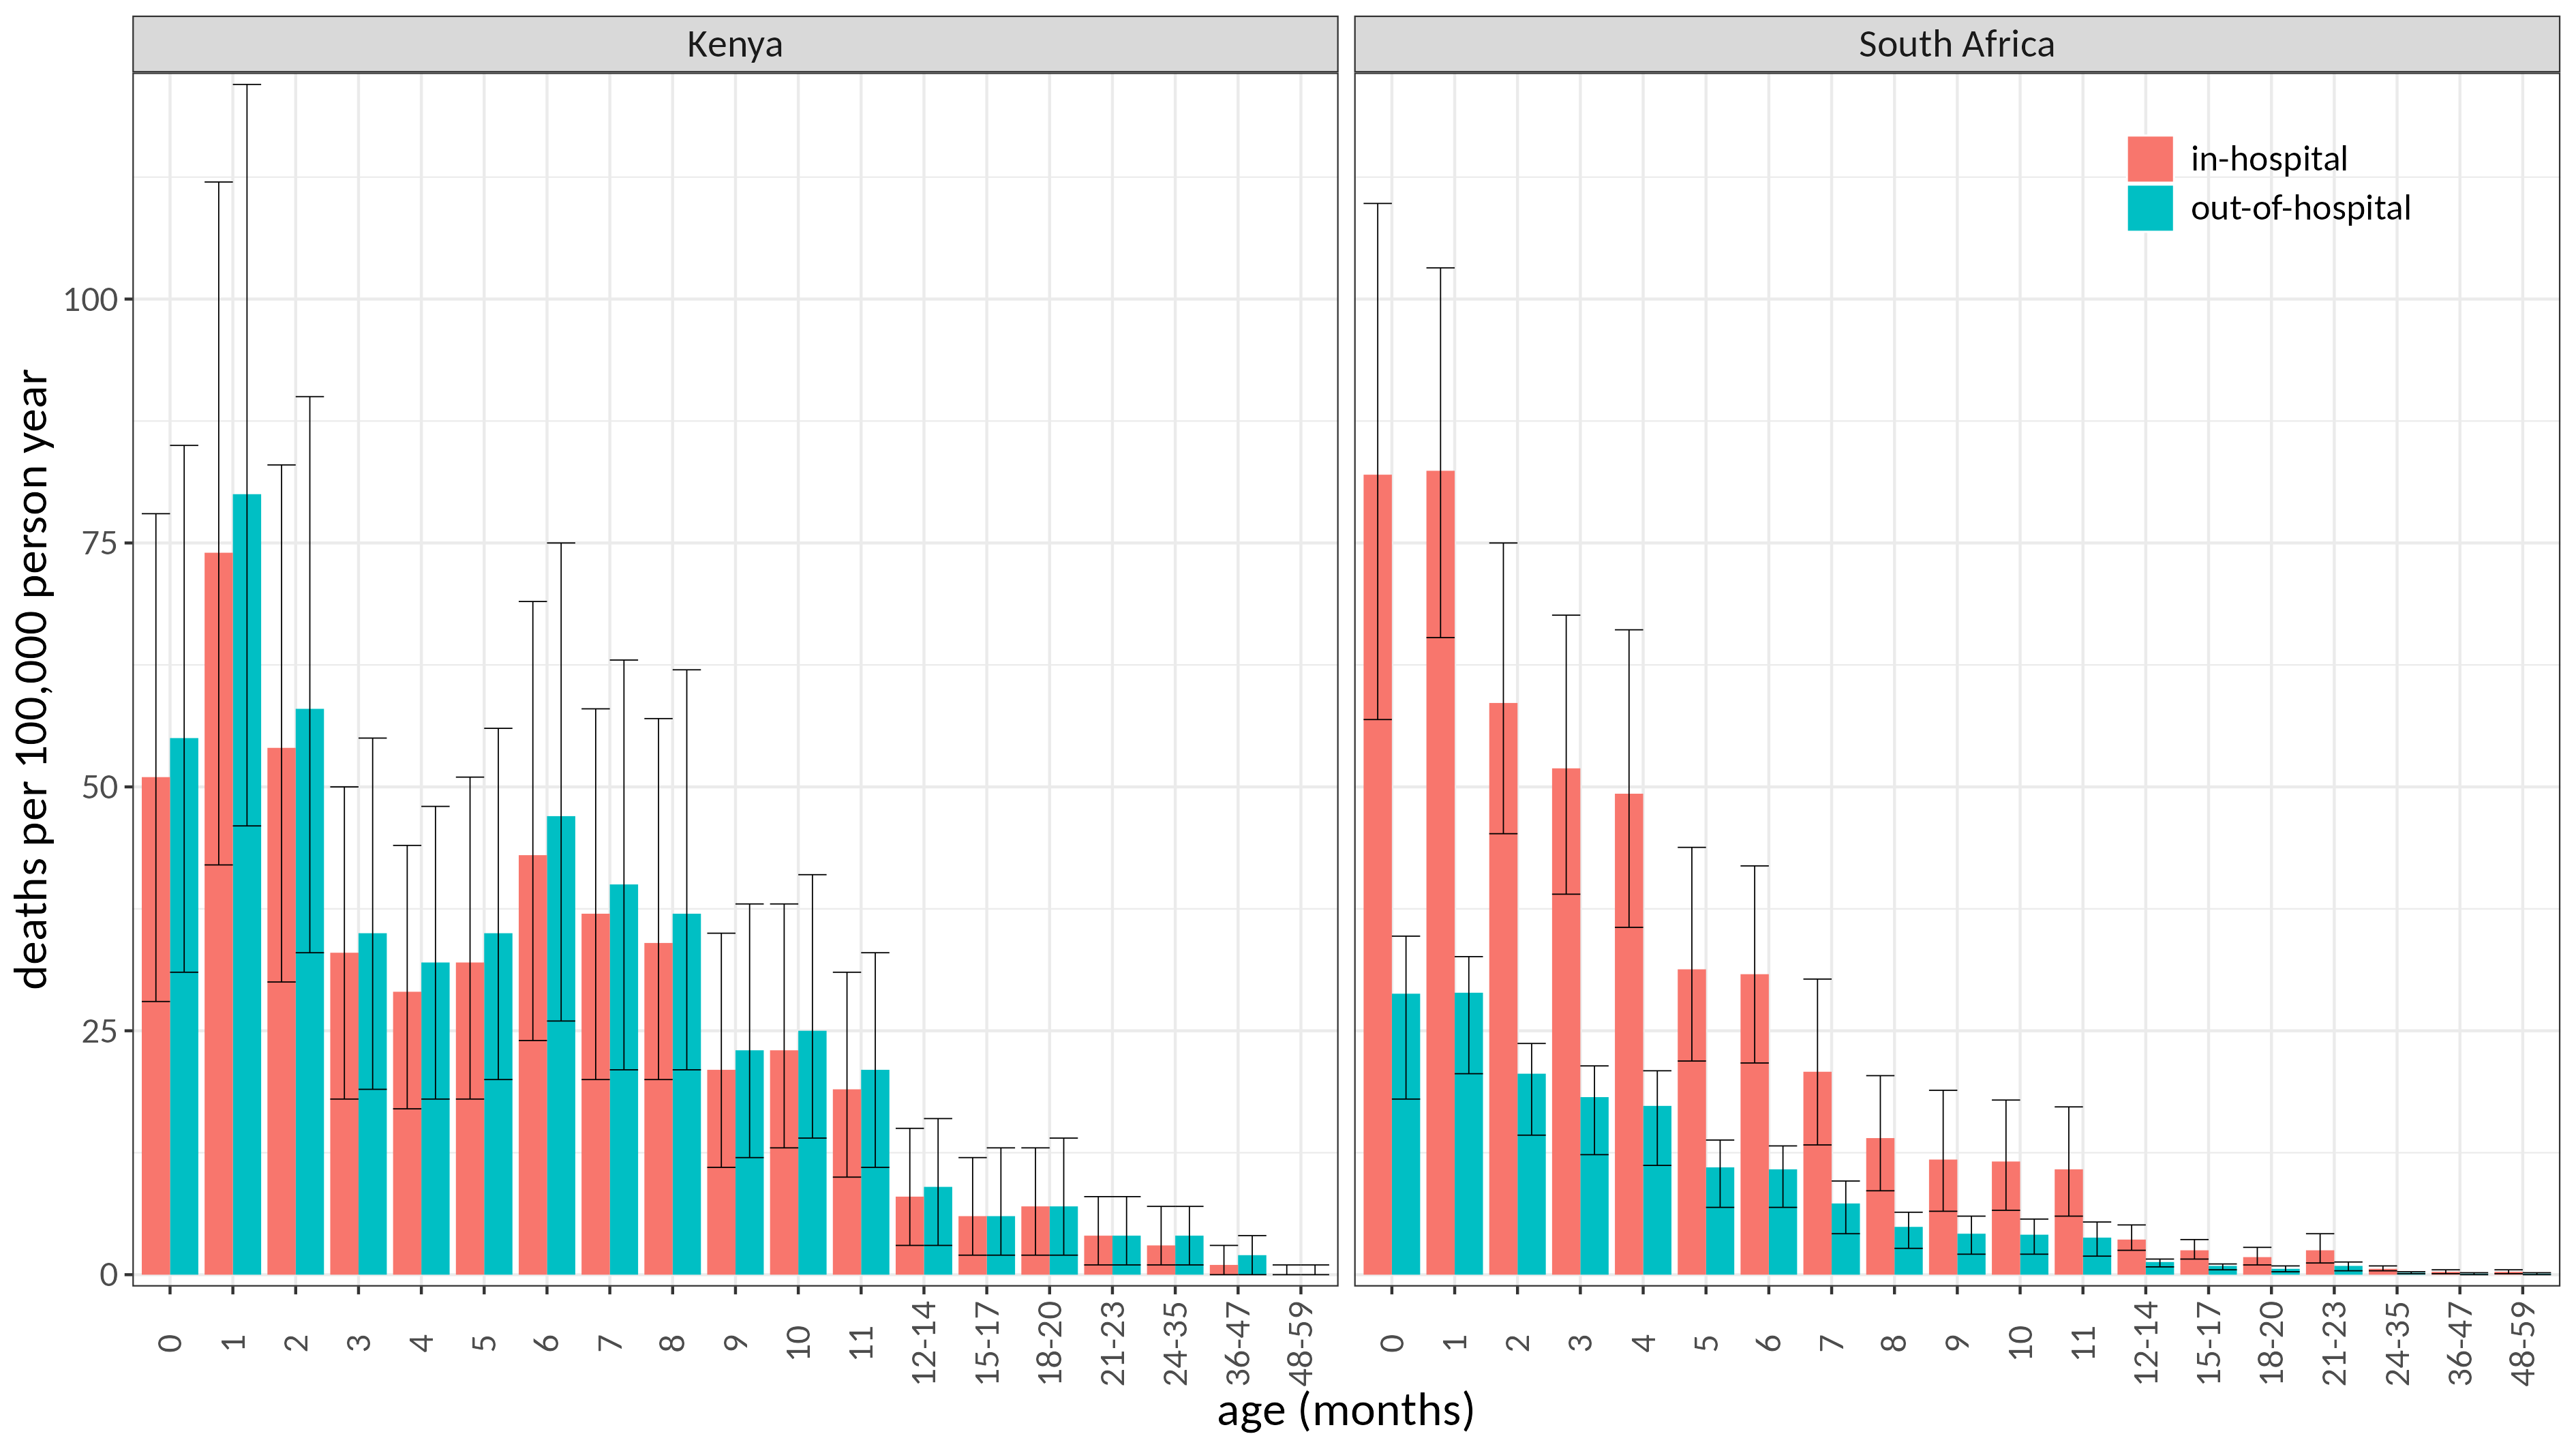 Kenya
South Africa
in-hospital
out-of-hospital
deaths per 100,000 person year
100
75
50
25
0
0 1 2 3 4 5 6 7 8 9 10 11 12-14 15-17 18-20 21-23 24-35 36-47 48-59
0 1 2 3 4 5 6 7 8 9 10 11 12-14 15-17 18-20 21-23 24-35 36-47 48-59
age (months)